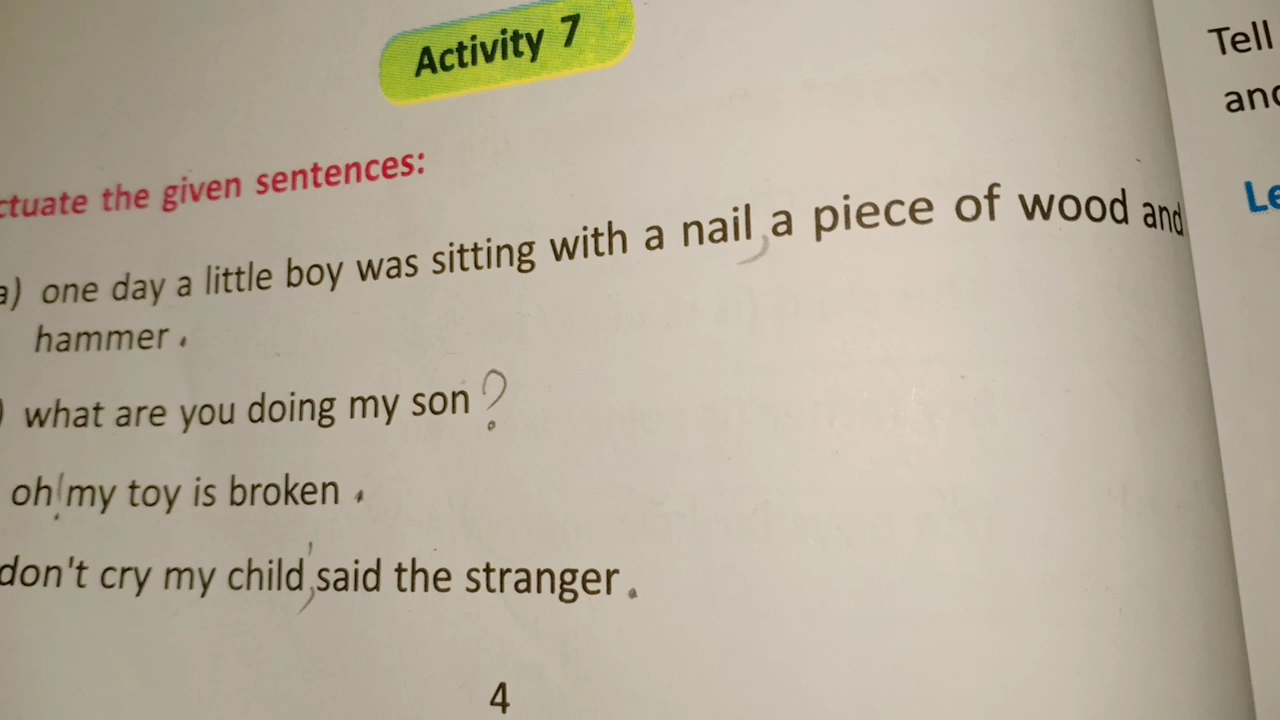 Activity 7
ctuate the given sentences:
a) one day a little boy was sitting with a nail, a piece of wood and
hammer.
) what are you doing my son?
oh! my toy is broken.
don't cry my child,' said the stranger.
4
Tell
and
Le